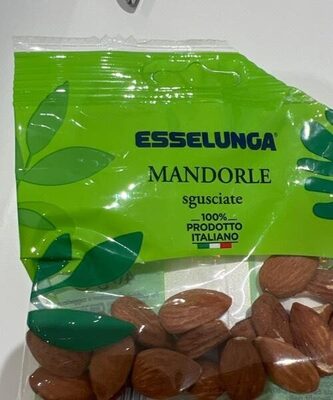 ESSELUNGA®
MANDORLE
sgusciate
100%
PRODOTTO
ITALIANO